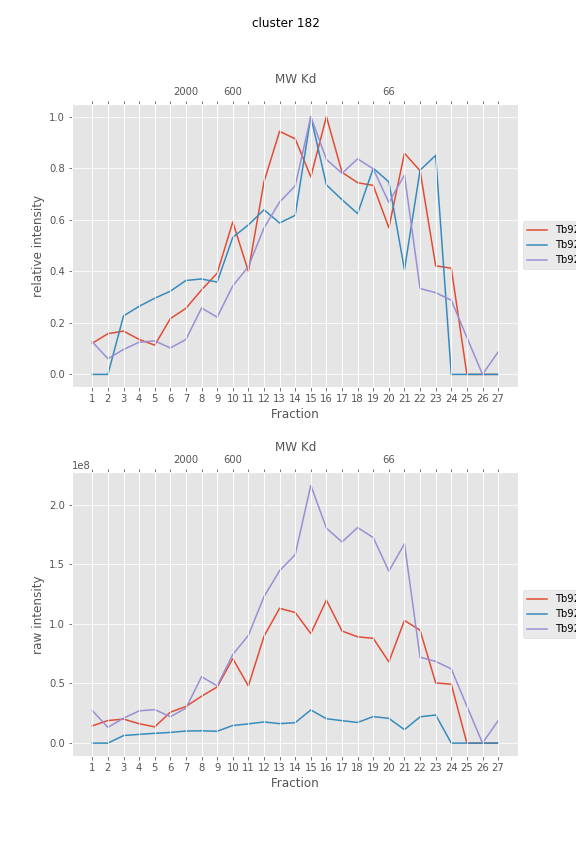 cluster 182
MW Kd
2000 600 66
1.0
0.8
0.6
0.4
0.2
0.0
relative intensity
Tb92
Tb92
Tb92
1 2 3 4 5 6 7 8 9 10 11 12 13 14 15 16 17 18 19 20 21 22 23 24 25 26 27
Fraction
MW Kd
2000 600 66
1e8
2.0
1.5
1.0
0.5
0.0
raw intensity
Tb92
Tb92
Tb92
1 2 3 4 5 6 7 8 9 10 11 12 13 14 15 16 17 18 19 20 21 22 23 24 25 26 27
Fraction